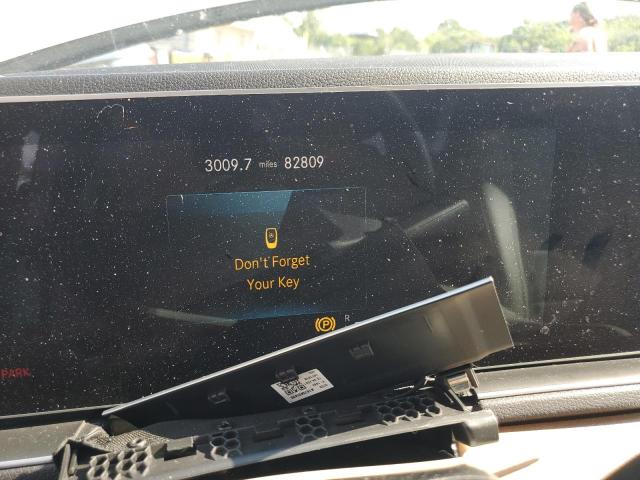 3009.7 miles 82809
Don't Forget
Your Key
R
PARK